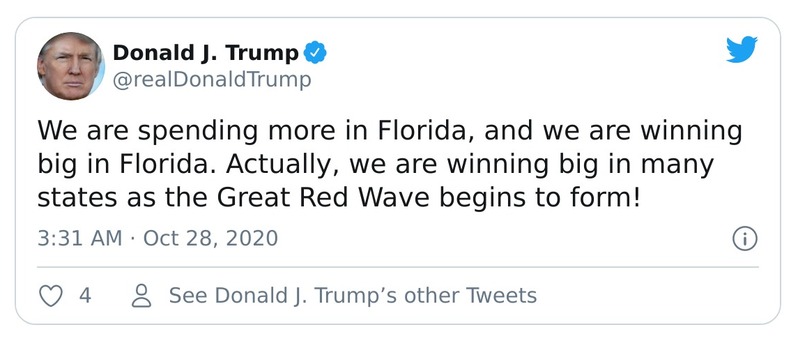 Donald J. Trump
@realDonaldTrump
We are spending more in Florida, and we are winning
big in Florida. Actually, we are winning big in many
states as the Great Red Wave begins to form!
3:31 AM · Oct 28, 2020
4
See Donald J. Trump’s other Tweets